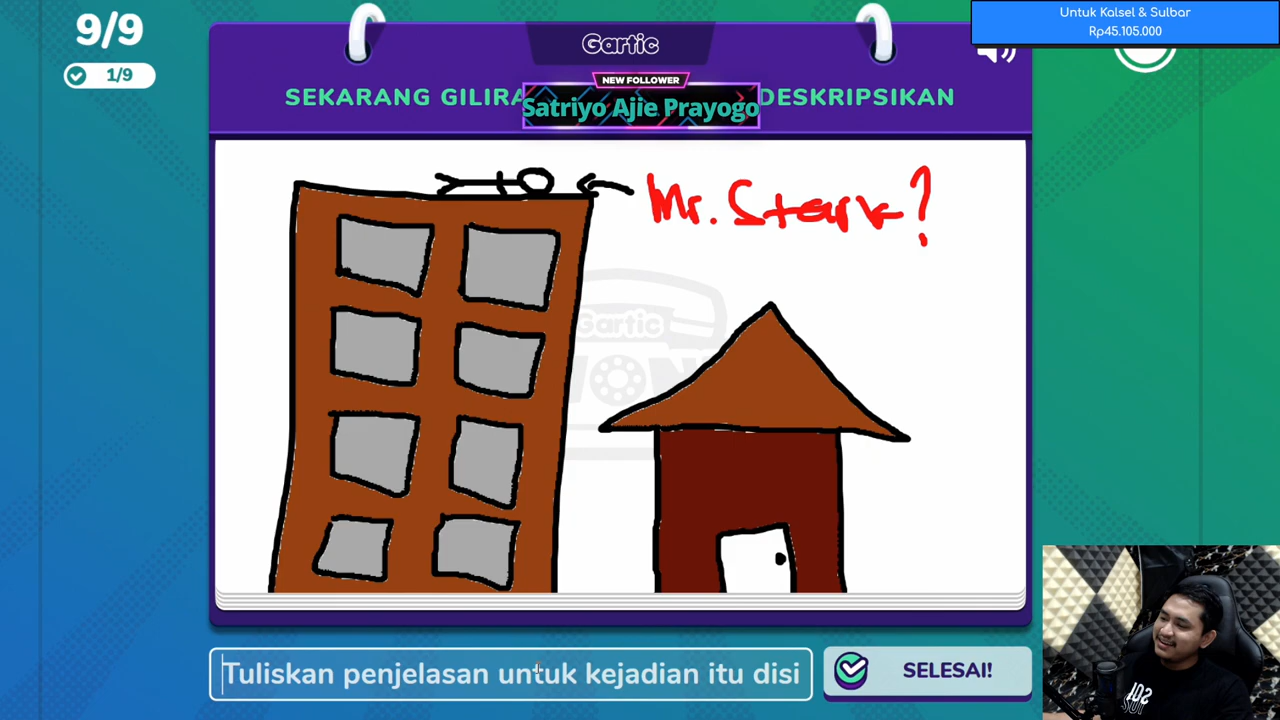 9/9
1/9
Gartic
Untuk Kalsel & Sulbar
Rp45.105.000
NEW FOLLOWER
SEKARANG GILIRA
Satriyo Ajie Prayogo
DESKRIPSIKAN
Mr. Stark?
Gartic
Tuliskan penjelasan untuk kejadian itu disi
SELESAI!